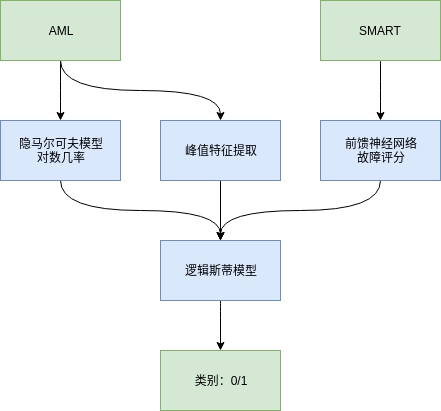 AML
SMART
隐马尔可夫模型
对数几率
峰值特征提取
前馈神经网络
故障评分
逻辑斯蒂模型
类别：0/1